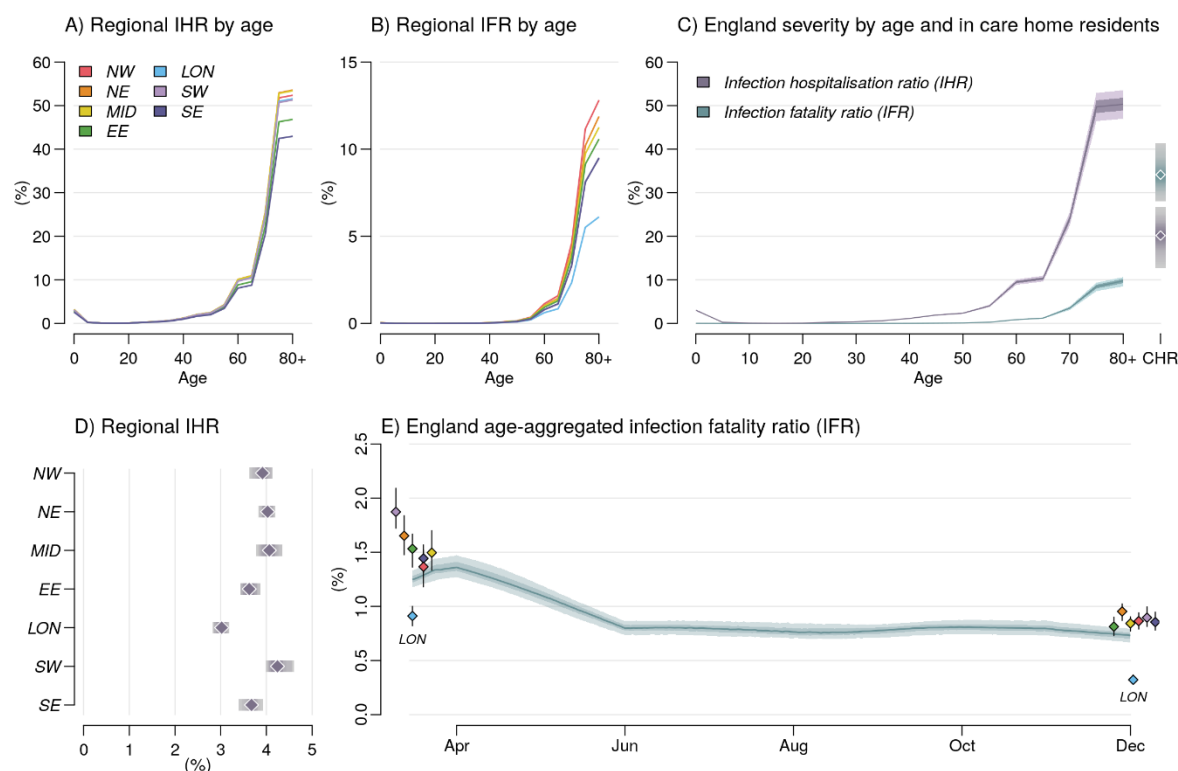 A) Regional IHR by age
60
50
40
30
20
10
0
(%)
NW
NE
MID
EE
LON
SW
SE
0 20 40 60 80+
Age
B) Regional IFR by age
15
10
5
0
(%)
0 20 40 60 80+
Age
C) England severity by age and in care home residents
60
50
40
30
20
10
0
(%)
Infection hospitalisation ratio (IHR)
Infection fatality ratio (IFR)
0 10 20 30 40 50 60 70 80+ CHR
Age
D) Regional IHR
NW
NE
MID
EE
LON
SW
SE
0 1 2 3 4 5
(%)
E) England age-aggregated infection fatality ratio (IFR)
2.5
2.0
1.5
1.0
0.5
0.0
(%)
LON
LON
Apr Jun Aug Oct Dec